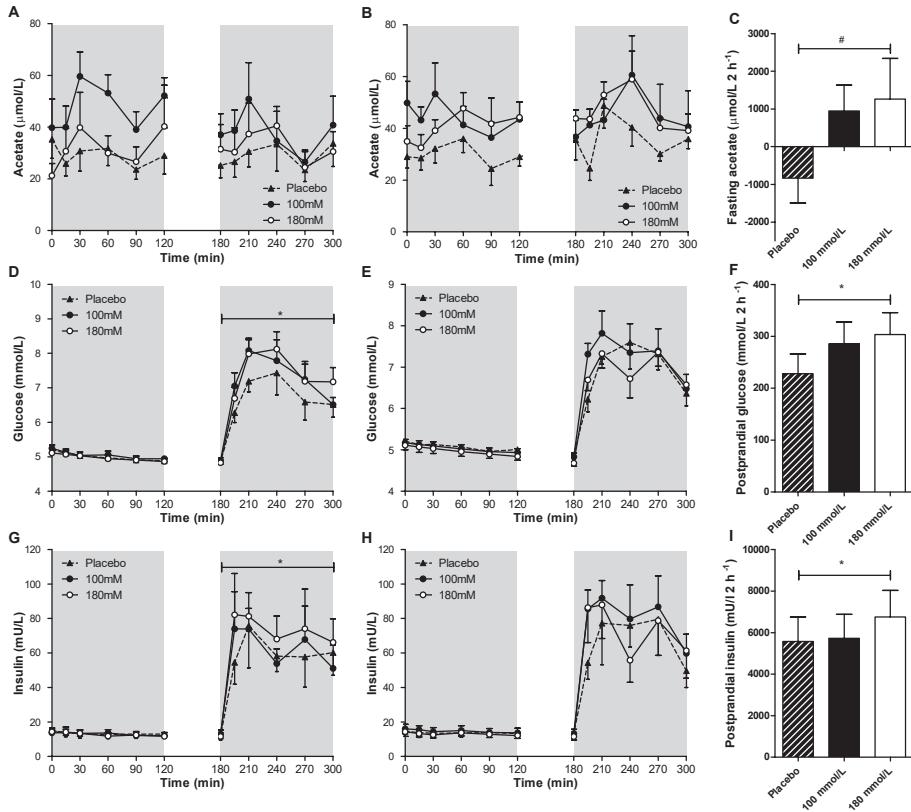 A
Acetate (μmol/L)
80
60
40
20
0
Placebo
100mM
180mM
0 30 60 90 120 180 210 240 270 300
Time (min)
B
Acetate (μmol/L)
80
60
40
20
0
Placebo
100mM
180mM
0 30 60 90 120 180 210 240 270 300
Time (min)
C
Fasting acetate (μmol/L 2 h⁻¹)
3000
2000
1000
0
-1000
-2000
#
Placebo
100 mmol/L
180 mmol/L
D
Glucose (mmol/L)
10
9
8
7
6
5
4
Placebo
100mM
180mM
*
0 30 60 90 120 180 210 240 270 300
Time (min)
E
Glucose (mmol/L)
10
9
8
7
6
5
4
Placebo
100mM
180mM
0 30 60 90 120 180 210 240 270 300
Time (min)
F
Postprandial glucose (mmol/L 2 h⁻¹)
400
300
200
100
0
*
Placebo
100 mmol/L
180 mmol/L
G
Insulin (mU/L)
120
100
80
60
40
20
0
Placebo
100mM
180mM
*
0 30 60 90 120 180 210 240 270 300
Time (min)
H
Insulin (mU/L)
120
100
80
60
40
20
0
Placebo
100mM
180mM
0 30 60 90 120 180 210 240 270 300
Time (min)
I
Postprandial insulin (mU/l 2 h⁻¹)
10000
8000
6000
4000
2000
0
*
Placebo
100 mmol/L
180 mmol/L